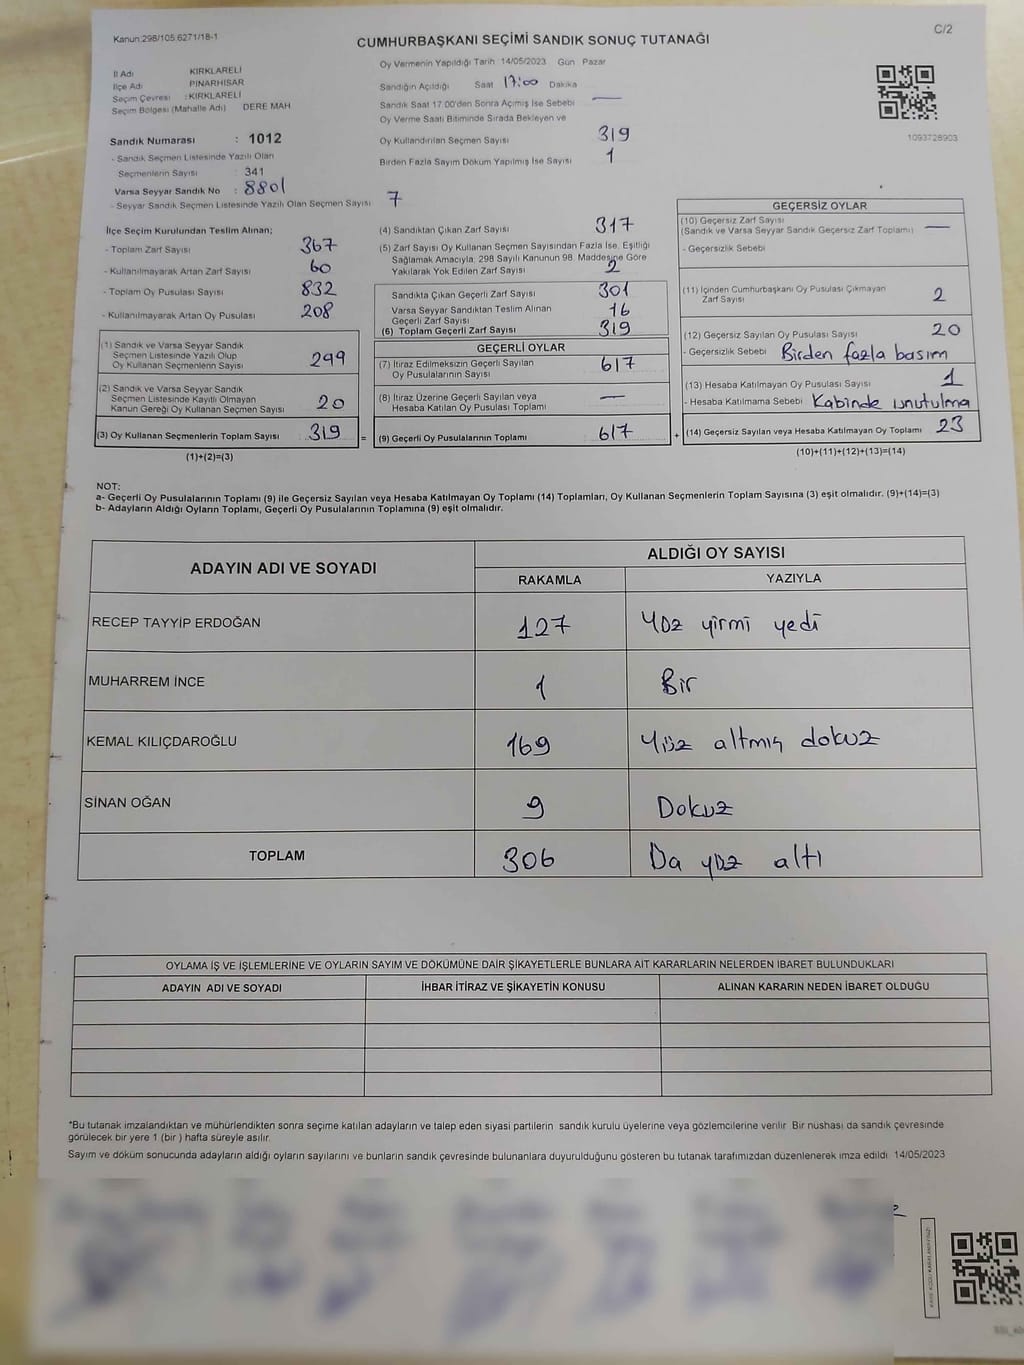 Kanun:298/105.6271/18-1
C/2
CUMHURBAŞKANI SEÇİMİ SANDIK SONUÇ TUTANAĞI
İl Adı KIRKLARELİ
İlçe Adı PINARHİSAR
Seçim Çevresi : KIRKLARELİ
Seçim Bölgesi (Mahalle Adı) DERE MAH
Sandık Numarası : 1012
- Sandık Seçmen Listesinde Yazılı Olan
Seçmenlerin Sayısı : 341
Varsa Seyyar Sandık No : 8801
- Seyyar Sandık Seçmen Listesinde Yazılı Olan Seçmen Sayısı 7
Oy Vermenin Yapıldığı Tarih 14/05/2023 Gün Pazar
Sandığın Açıldığı Saat 17:00 Dakika
Sandık Saat 17.00'den Sonra Açımış İse Sebebi —
Oy Verme Saati Bitiminde Sırada Bekleyen ve
Oy Kullandırılan Seçmen Sayısı 319
Birden Fazla Sayım Döküm Yapılmış İse Sayısı 1
1093728903
İlçe Seçim Kurulundan Teslim Alınan;
- Toplam Zarf Sayısı 367
- Kullanılmayarak Artan Zarf Sayısı 60
- Toplam Oy Pusulası Sayısı 832
- Kullanılmayarak Artan Oy Pusulası 208
(1) Sandık ve Varsa Seyyar Sandık
Seçmen Listesinde Yazılı Olup
Oy Kullanan Seçmenlerin Sayısı 299
(2) Sandık ve Varsa Seyyar Sandık
Seçmen Listesinde Kayıtlı Olmayan
Kanun Gereği Oy Kullanan Seçmen Sayısı 20
(3) Oy Kullanan Seçmenlerin Toplam Sayısı 319
(1)+(2)=(3)
(4) Sandıktan Çıkan Zarf Sayısı 317
(5) Zarf Sayısı Oy Kullanan Seçmen Sayısından Fazla İse, Eşitliği
Sağlamak Amacıyla, 298 Sayılı Kanunun 98. Maddesine Göre
Yakılarak Yok Edilen Zarf Sayısı 2
Sandıkta Çıkan Geçerli Zarf Sayısı 301
Varsa Seyyar Sandıktan Teslim Alınan
Geçerli Zarf Sayısı 16
(6) Toplam Geçerli Zarf Sayısı 319
GEÇERLİ OYLAR
(7) İtiraz Edilmeksizin Geçerli Sayılan
Oy Pusulalarının Sayısı 617
(8) İtiraz Üzerine Geçerli Sayılan veya
Hesaba Katılan Oy Pusulası Toplamı —
= (9) Geçerli Oy Pusulalarının Toplamı 617
GEÇERSİZ OYLAR
(10) Geçersiz Zarf Sayısı
(Sandık ve Varsa Seyyar Sandık Geçersiz Zarf Toplamı) —
- Geçersizlik Sebebi
(11) İçinden Cumhurbaşkanı Oy Pusulası Çıkmayan
Zarf Sayısı 2
(12) Geçersiz Sayılan Oy Pusulası Sayısı 20
- Geçersizlik Sebebi Birden fazla basım
(13) Hesaba Katılmayan Oy Pusulası Sayısı 1
- Hesaba Katılmama Sebebi Kabinde unutulma
+ (14) Geçersiz Sayılan veya Hesaba Katılmayan Oy Toplamı 23
(10)+(11)+(12)+(13)=(14)
NOT:
a- Geçerli Oy Pusulalarının Toplamı (9) ile Geçersiz Sayılan veya Hesaba Katılmayan Oy Toplamı (14) Toplamları, Oy Kullanan Seçmenlerin Toplam Sayısına (3) eşit olmalıdır. (9)+(14)=(3)
b- Adayların Aldığı Oyların Toplamı, Geçerli Oy Pusulalarının Toplamına (9) eşit olmalıdır.
ADAYIN ADI VE SOYADI
ALDIĞI OY SAYISI
RAKAMLA YAZIYLA
RECEP TAYYİP ERDOĞAN 127 Yüz yirmi yedi
MUHARREM İNCE 1 Bir
KEMAL KILIÇDAROĞLU 169 Yüz altmış dokuz
SİNAN OĞAN 9 Dokuz
TOPLAM 306 Üç yüz altı
OYLAMA İŞ VE İŞLEMLERİNE VE OYLARIN SAYIM VE DÖKÜMÜNE DAİR ŞİKAYETLERLE BUNLARA AİT KARARLARIN NELERDEN İBARET BULUNDUKLARI
ADAYIN ADI VE SOYADI İHBAR İTİRAZ VE ŞİKAYETİN KONUSU ALINAN KARARIN NEDEN İBARET OLDUĞU
*Bu tutanak imzalandıktan ve mühürlendikten sonra seçime katılan adayların ve talep eden siyasi partilerin sandık kurulu üyelerine veya gözlemcilerine verilir Bir nüshası da sandık çevresinde
görülecek bir yere 1 (bir ) hafta süreyle asılır.
Sayım ve döküm sonucunda adayların aldığı oyların sayılarını ve bunların sandık çevresinde bulunanlara duyurulduğunu gösteren bu tutanak tarafımızdan düzenlenerek imza edildi 14/05/2023